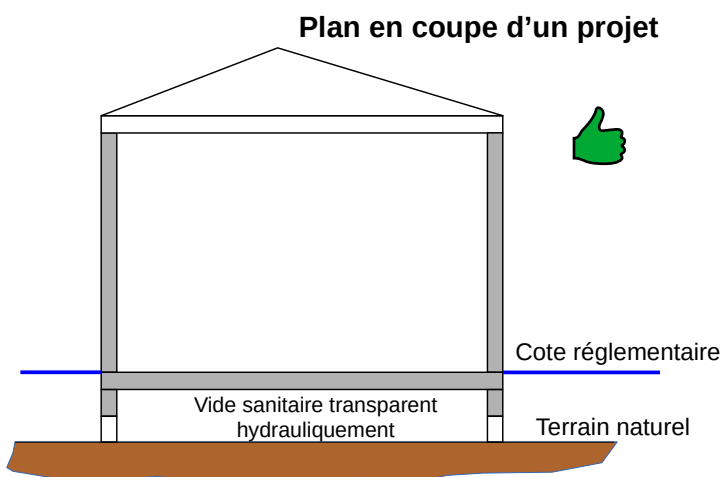 Plan en coupe d’un projet
Cote réglementaire
Vide sanitaire transparent
hydrauliquement
Terrain naturel